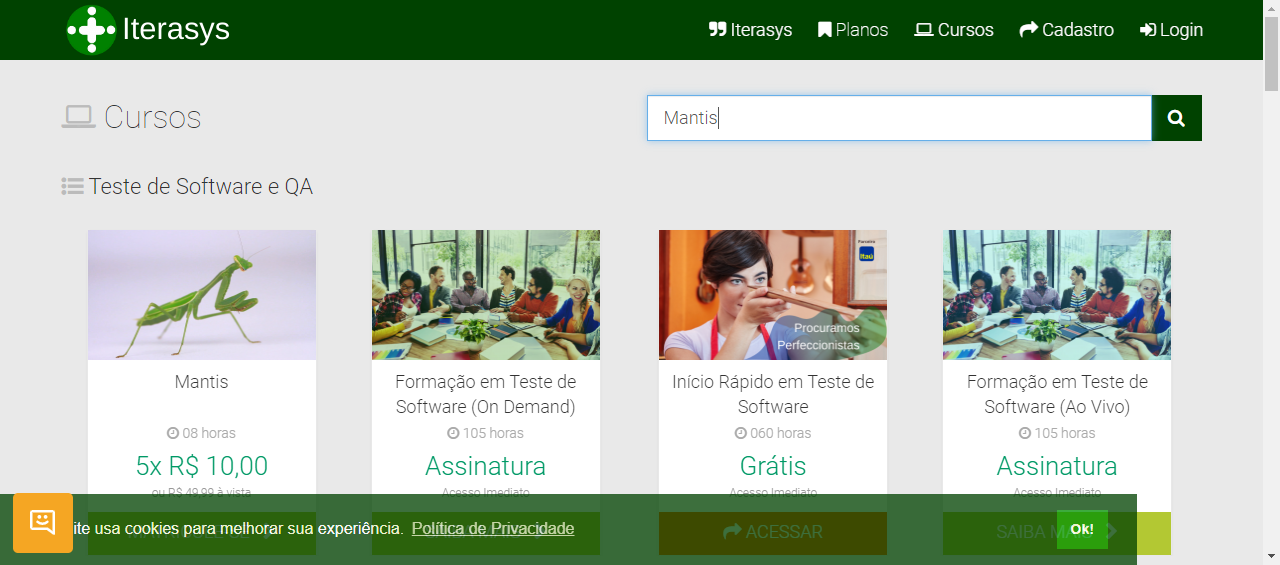 Iterasys
Iterasys Planos Cursos Cadastro Login
Cursos
Mantis
Teste de Software e QA
Mantis
08 horas
5x R$ 10,00
ou R$ 49,99 à vista
Formação em Teste de
Software (On Demand)
105 horas
Assinatura
Acesso Imediato
Itaú
Procuramos
Perfeccionistas
Início Rápido em Teste de
Software
060 horas
Grátis
Acesso Imediato
ACESSAR
Formação em Teste de
Software (Ao Vivo)
105 horas
Assinatura
Acesso Imediato
SAIBA MAIS
ite usa cookies para melhorar sua experiência. Política de Privacidade
Ok!